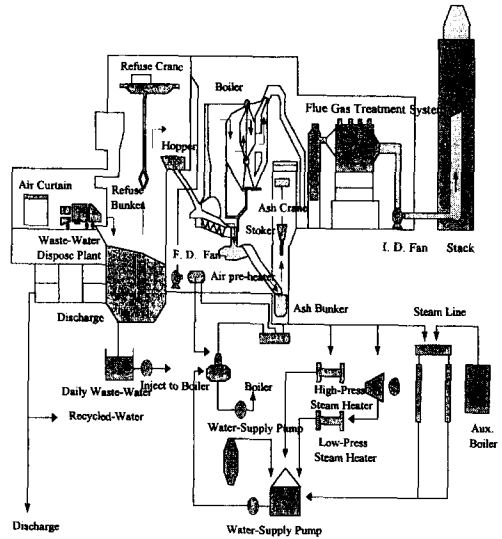 Refuse Crane
Boiler
Flue Gas Treatment System
Hopper
Air Curtain
Refuse
Bunker
Ash Crane
Stoker
Waste-Water
Dispose Plant
F. D. Fan
I. D. Fan
Stack
Air pre-heater
Ash Bunker
Steam Line
Discharge
Inject to Boiler
Boiler
High-Press
Steam Heater
Daily Waste-Water
Recycled-Water
Water-Supply Pump
Low-Press
Steam Heater
Aux.
Boiler
Discharge
Water-Supply Pump